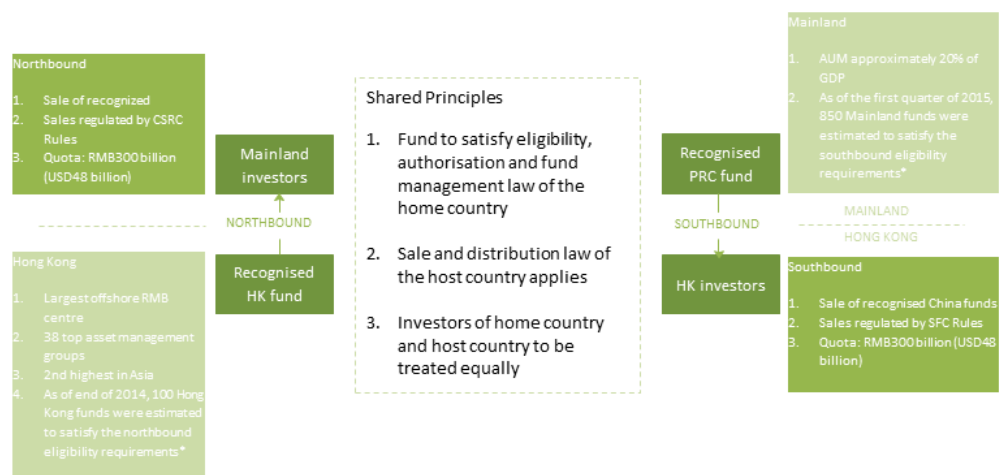 Northbound
1. Sale of recognized
2. Sales regulated by CSRC
Rules
3. Quota: RMB300 billion
(USD48 billion)
Mainland
investors
NORTHBOUND
Recognised
HK fund
Hong Kong
1. Largest offshore RMB
centre
2. 38 top asset management
groups
3. 2nd highest in Asia
4. As of end of 2014, 100 Hong
Kong funds were estimated
to satisfy the northbound
eligibility requirements*
Shared Principles
1. Fund to satisfy eligibility,
authorisation and fund
management law of the
home country
2. Sale and distribution law of
the host country applies
3. Investors of home country
and host country to be
treated equally
Recognised
PRC fund
SOUTHBOUND
HK investors
Mainland
1. AUM approximately 20% of
GDP
2. As of the first quarter of 2015,
850 Mainland funds were
estimated to satisfy the
southbound eligibility
requirements*
MAINLAND
HONG KONG
Southbound
1. Sale of recognised China funds
2. Sales regulated by SFC Rules
3. Quota: RMB300 billion (USD48
billion)